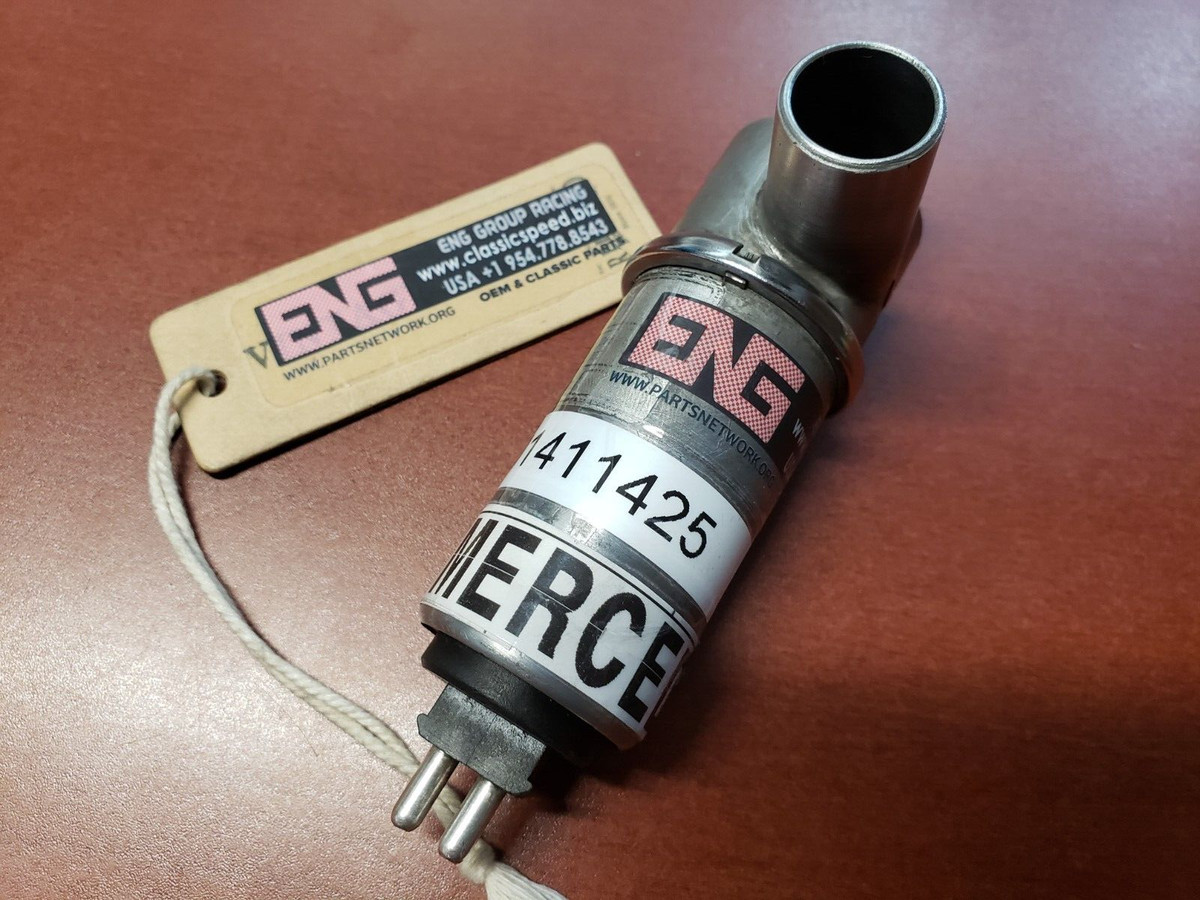 ENG GROUP RACING
www.classicspeed.biz
USA +1 954.778.8543
OEM & CLASSIC PARTS
ENG
WWW.PARTSNETWORK.ORG
V
ENG
WWW.PARTSNETWORK.ORG
1411425
MERCE